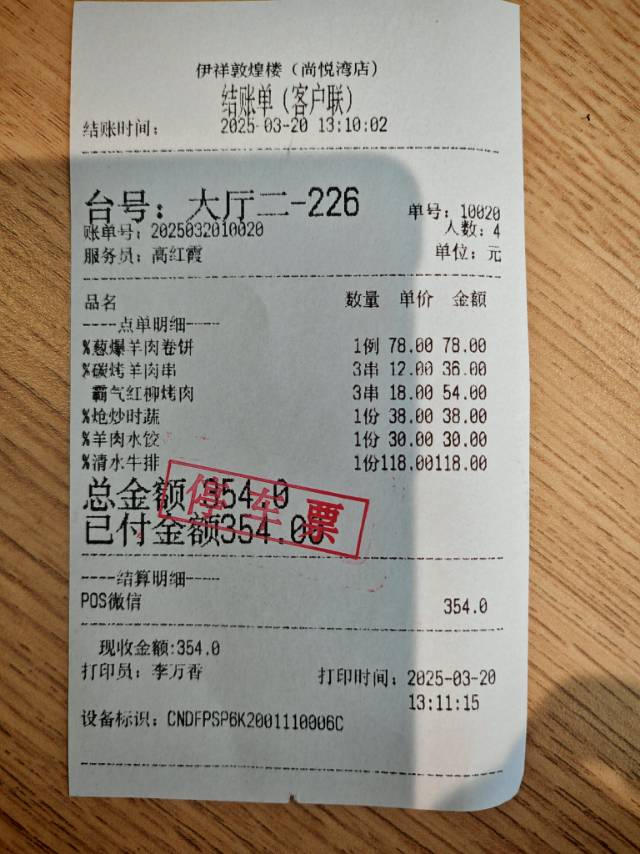 伊祥敦煌楼（尚悦湾店）
结账单（客户联）
结账时间： 2025-03-20 13:10:02
台号：大厅二-226 单号：10020
账单号：2025032010020 人数：4
服务员：高红霞 单位：元
品名 数量 单价 金额
----点单明细-----
%葱爆羊肉卷饼 1例 78.00 78.00
%碳烤羊肉串 3串 12.00 36.00
霸气红柳烤肉 3串 18.00 54.00
%炝炒时蔬 1份 38.00 38.00
%羊肉水饺 1份 30.00 30.00
%清水牛排 1份118.00118.00
总金额 354.0
已付金额354.00
停车票
----结算明细-----
POS微信 354.0
现收金额:354.0
打印员：李万香 打印时间：2025-03-20
13:11:15
设备标识：CNDFPSP6K2001110006C